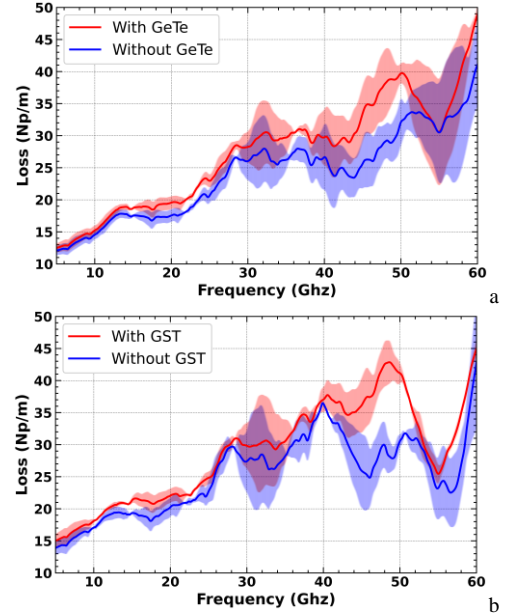 50
45
40
35
30
25
20
15
10
Loss (Np/m)
With GeTe
Without GeTe
10 20 30 40 50 60
Frequency (Ghz)
a
50
45
40
35
30
25
20
15
10
Loss (Np/m)
With GST
Without GST
10 20 30 40 50 60
Frequency (Ghz)
b